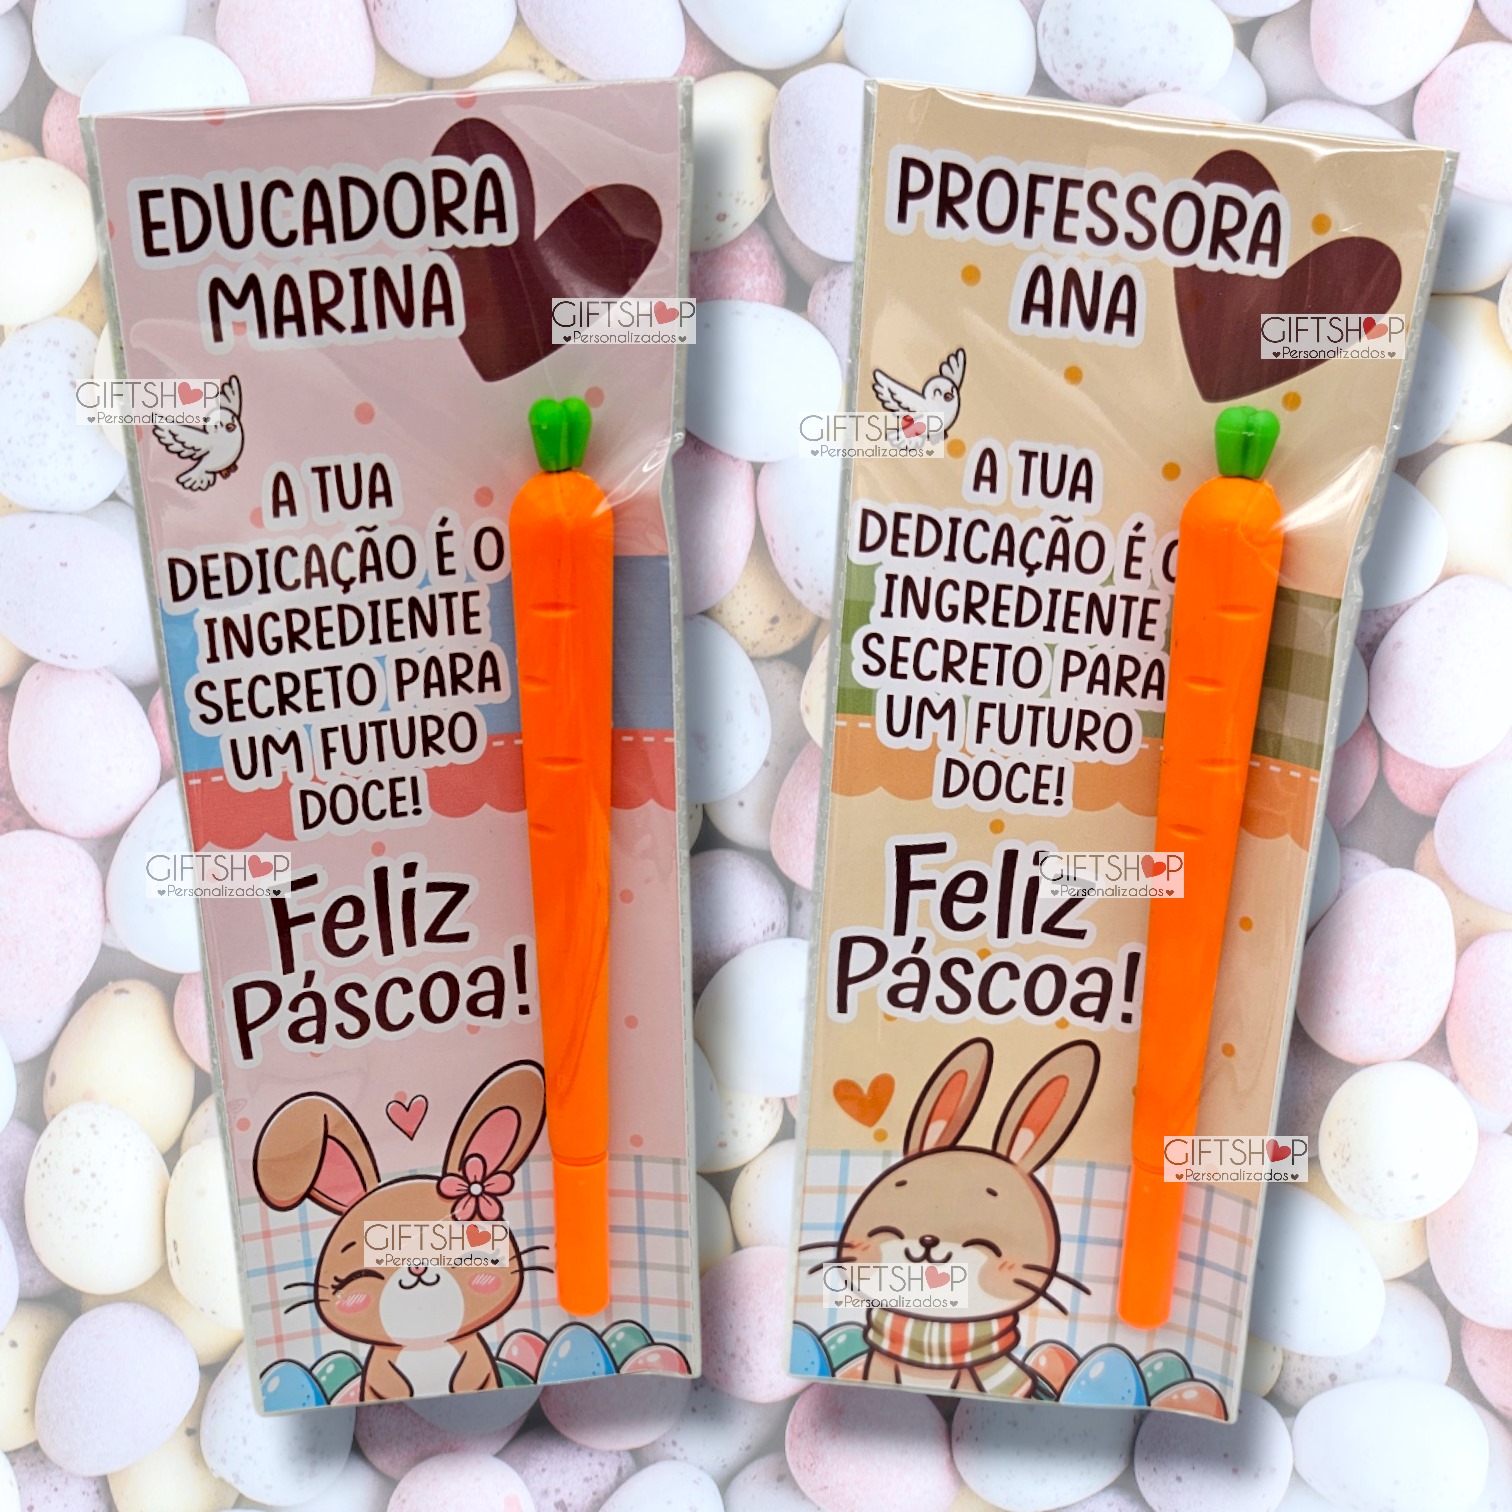 EDUCADORA
MARINA
GIFTSHOP
Personalizados
GIFTSHOP
Personalizados
A TUA
DEDICAÇÃO É O
INGREDIENTE
SECRETO PARA
UM FUTURO
DOCE!
GIFTSHOP
Personalizados
Feliz
Páscoa!
GIFTSHOP
Personalizados
PROFESSORA
ANA
GIFTSHOP
Personalizados
GIFTSHOP
Personalizados
A TUA
DEDICAÇÃO É O
INGREDIENTE
SECRETO PARA
UM FUTURO
DOCE!
Feliz
GIFTSHOP
Personalizados
Páscoa!
GIFTSHOP
Personalizados
GIFTSHOP
Personalizados